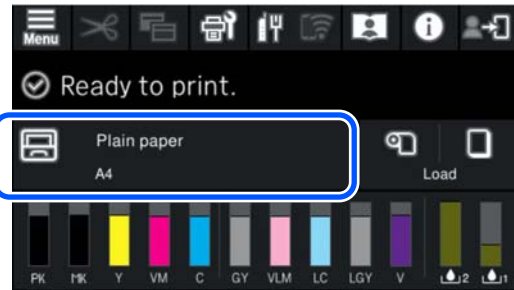 Menu
Ready to print.
Plain paper
A4
Load
PK MK Y VM C GY VLM LC LGY V 2 1